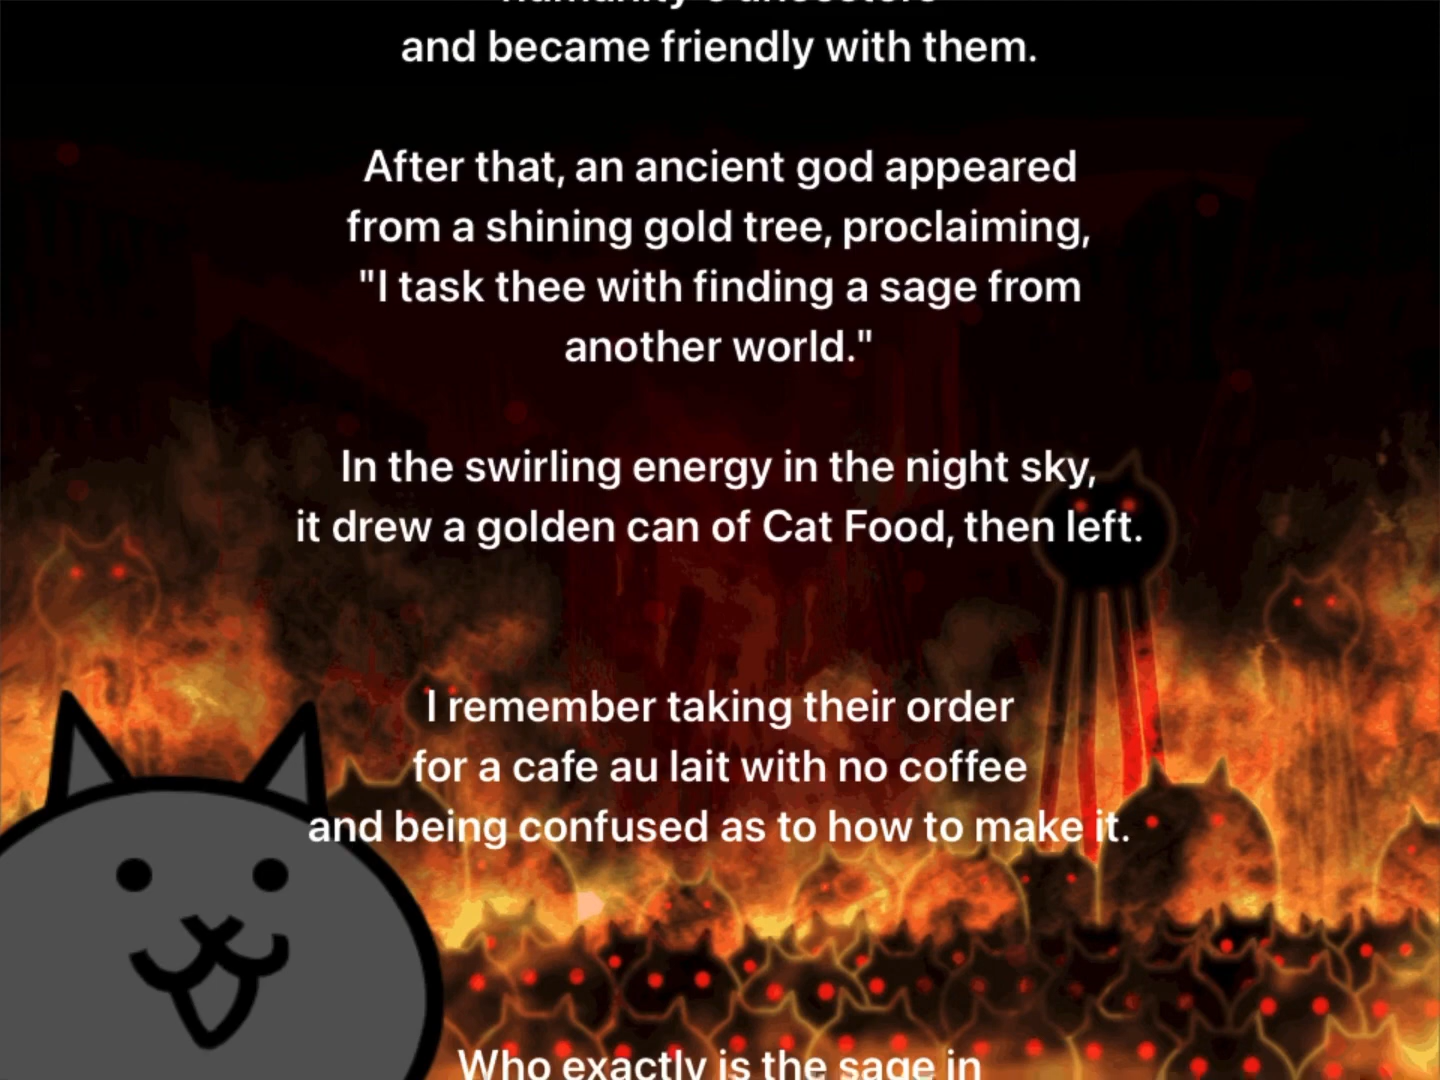 humanity's ancestors
and became friendly with them.
After that, an ancient god appeared
from a shining gold tree, proclaiming,
"I task thee with finding a sage from
another world."
In the swirling energy in the night sky,
it drew a golden can of Cat Food, then left.
I remember taking their order
for a cafe au lait with no coffee
and being confused as to how to make it.
Who exactly is the sage in